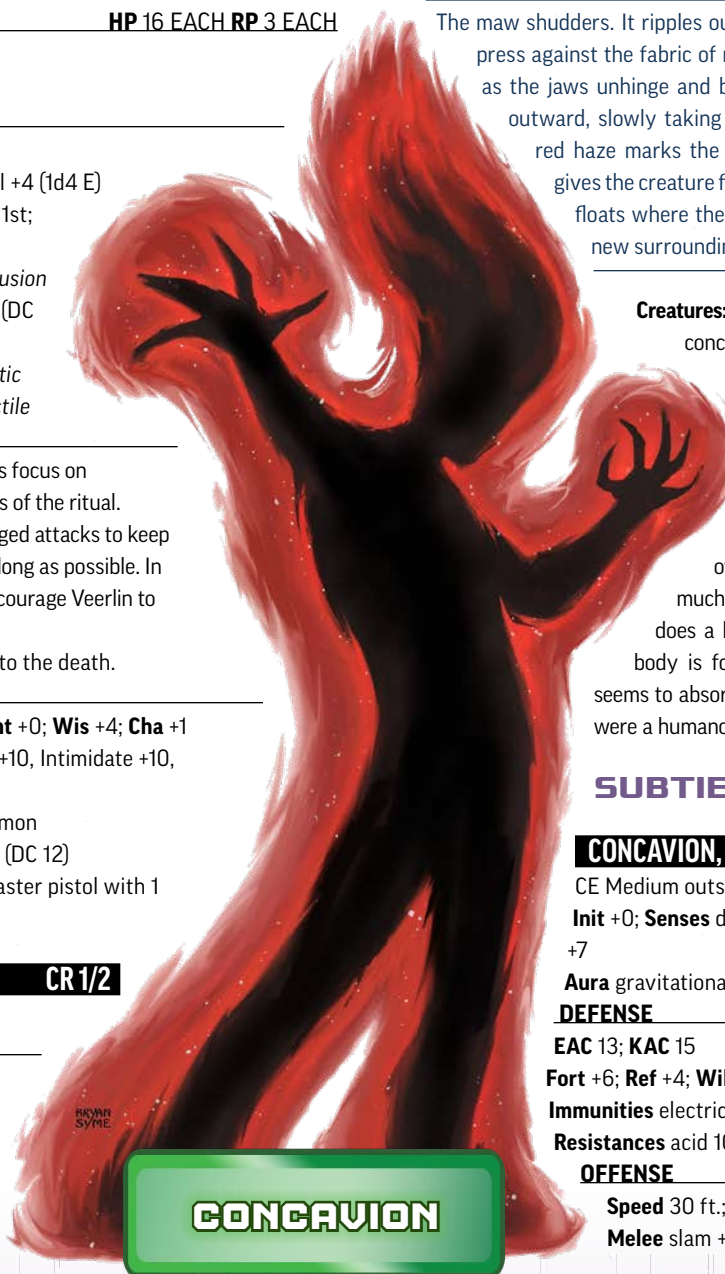 HP 16 EACH RP 3 EACH
l +4 (1d4 E)
1st;
usion
(DC
tic
ctile
s focus on
s of the ritual.
ged attacks to keep
long as possible. In
courage Veerlin to
to the death.
nt +0; Wis +4; Cha +1
+10, Intimidate +10,
mon
(DC 12)
aster pistol with 1
CR 1/2
BRYAN
SYME
CONCAVION
The maw shudders. It ripples ou
press against the fabric of
as the jaws unhinge and b
outward, slowly taking
red haze marks the
gives the creature f
floats where the
new surroundin
Creatures:
conc
o
much
does a
body is fo
seems to absor
were a humano
SUBTIE
CONCAVION,
CE Medium outs
Init +0; Senses d
+7
Aura gravitationa
DEFENSE
EAC 13; KAC 15
Fort +6; Ref +4; Wil
Immunities electric
Resistances acid 10
OFFENSE
Speed 30 ft.;
Melee slam +